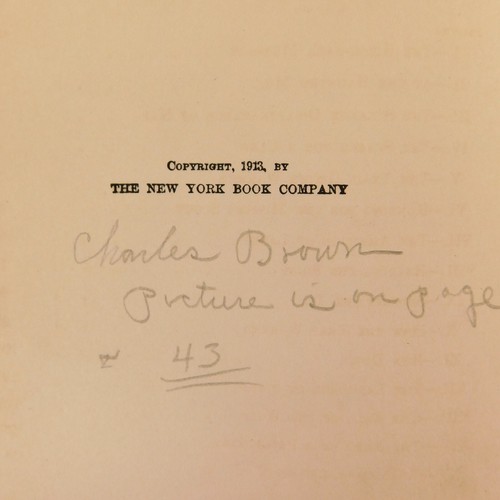 COPYRIGHT, 1913, BY
THE NEW YORK BOOK COMPANY
Charles Brown
picture is on page
43